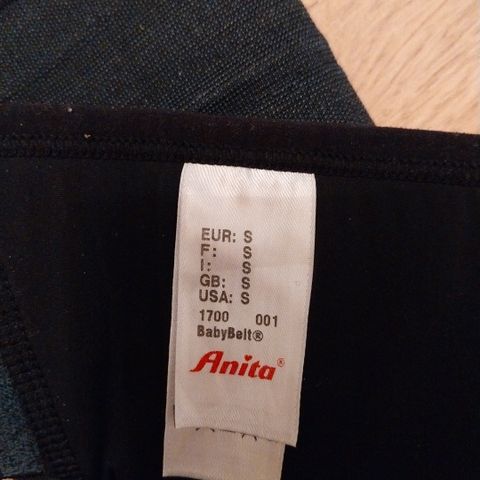 EUR: S
F: S
I: S
GB: S
USA: S
1700 001
BabyBelt®
Anita®